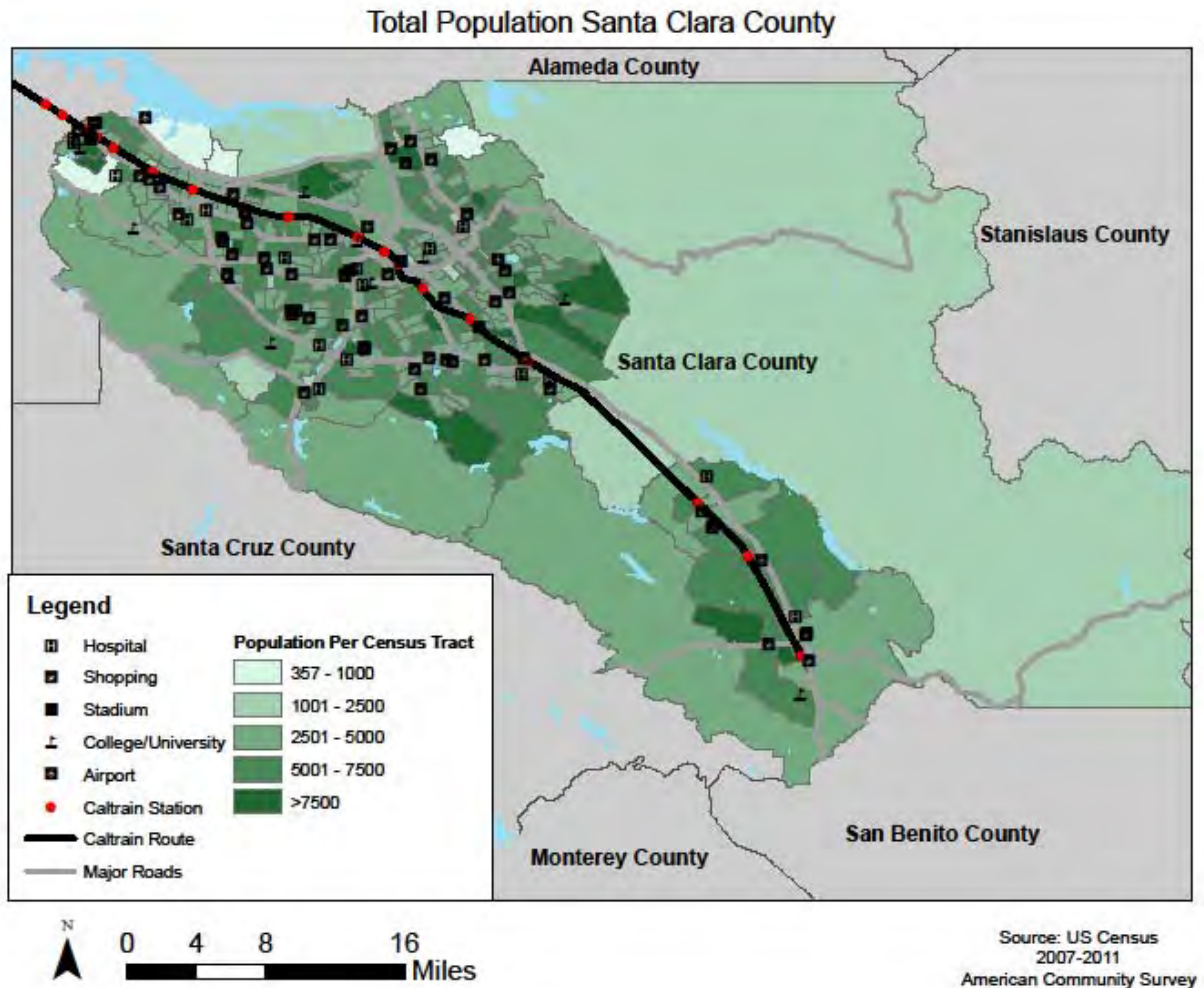 Total Population Santa Clara County
Alameda County
Stanislaus County
Santa Clara County
Santa Cruz County
San Benito County
Monterey County
Legend
Hospital
Shopping
Stadium
College/University
Airport
Caltrain Station
Caltrain Route
Major Roads
Population Per Census Tract
357 - 1000
1001 - 2500
2501 - 5000
5001 - 7500
>7500
N
0 4 8 16
Miles
Source: US Census
2007-2011
American Community Survey